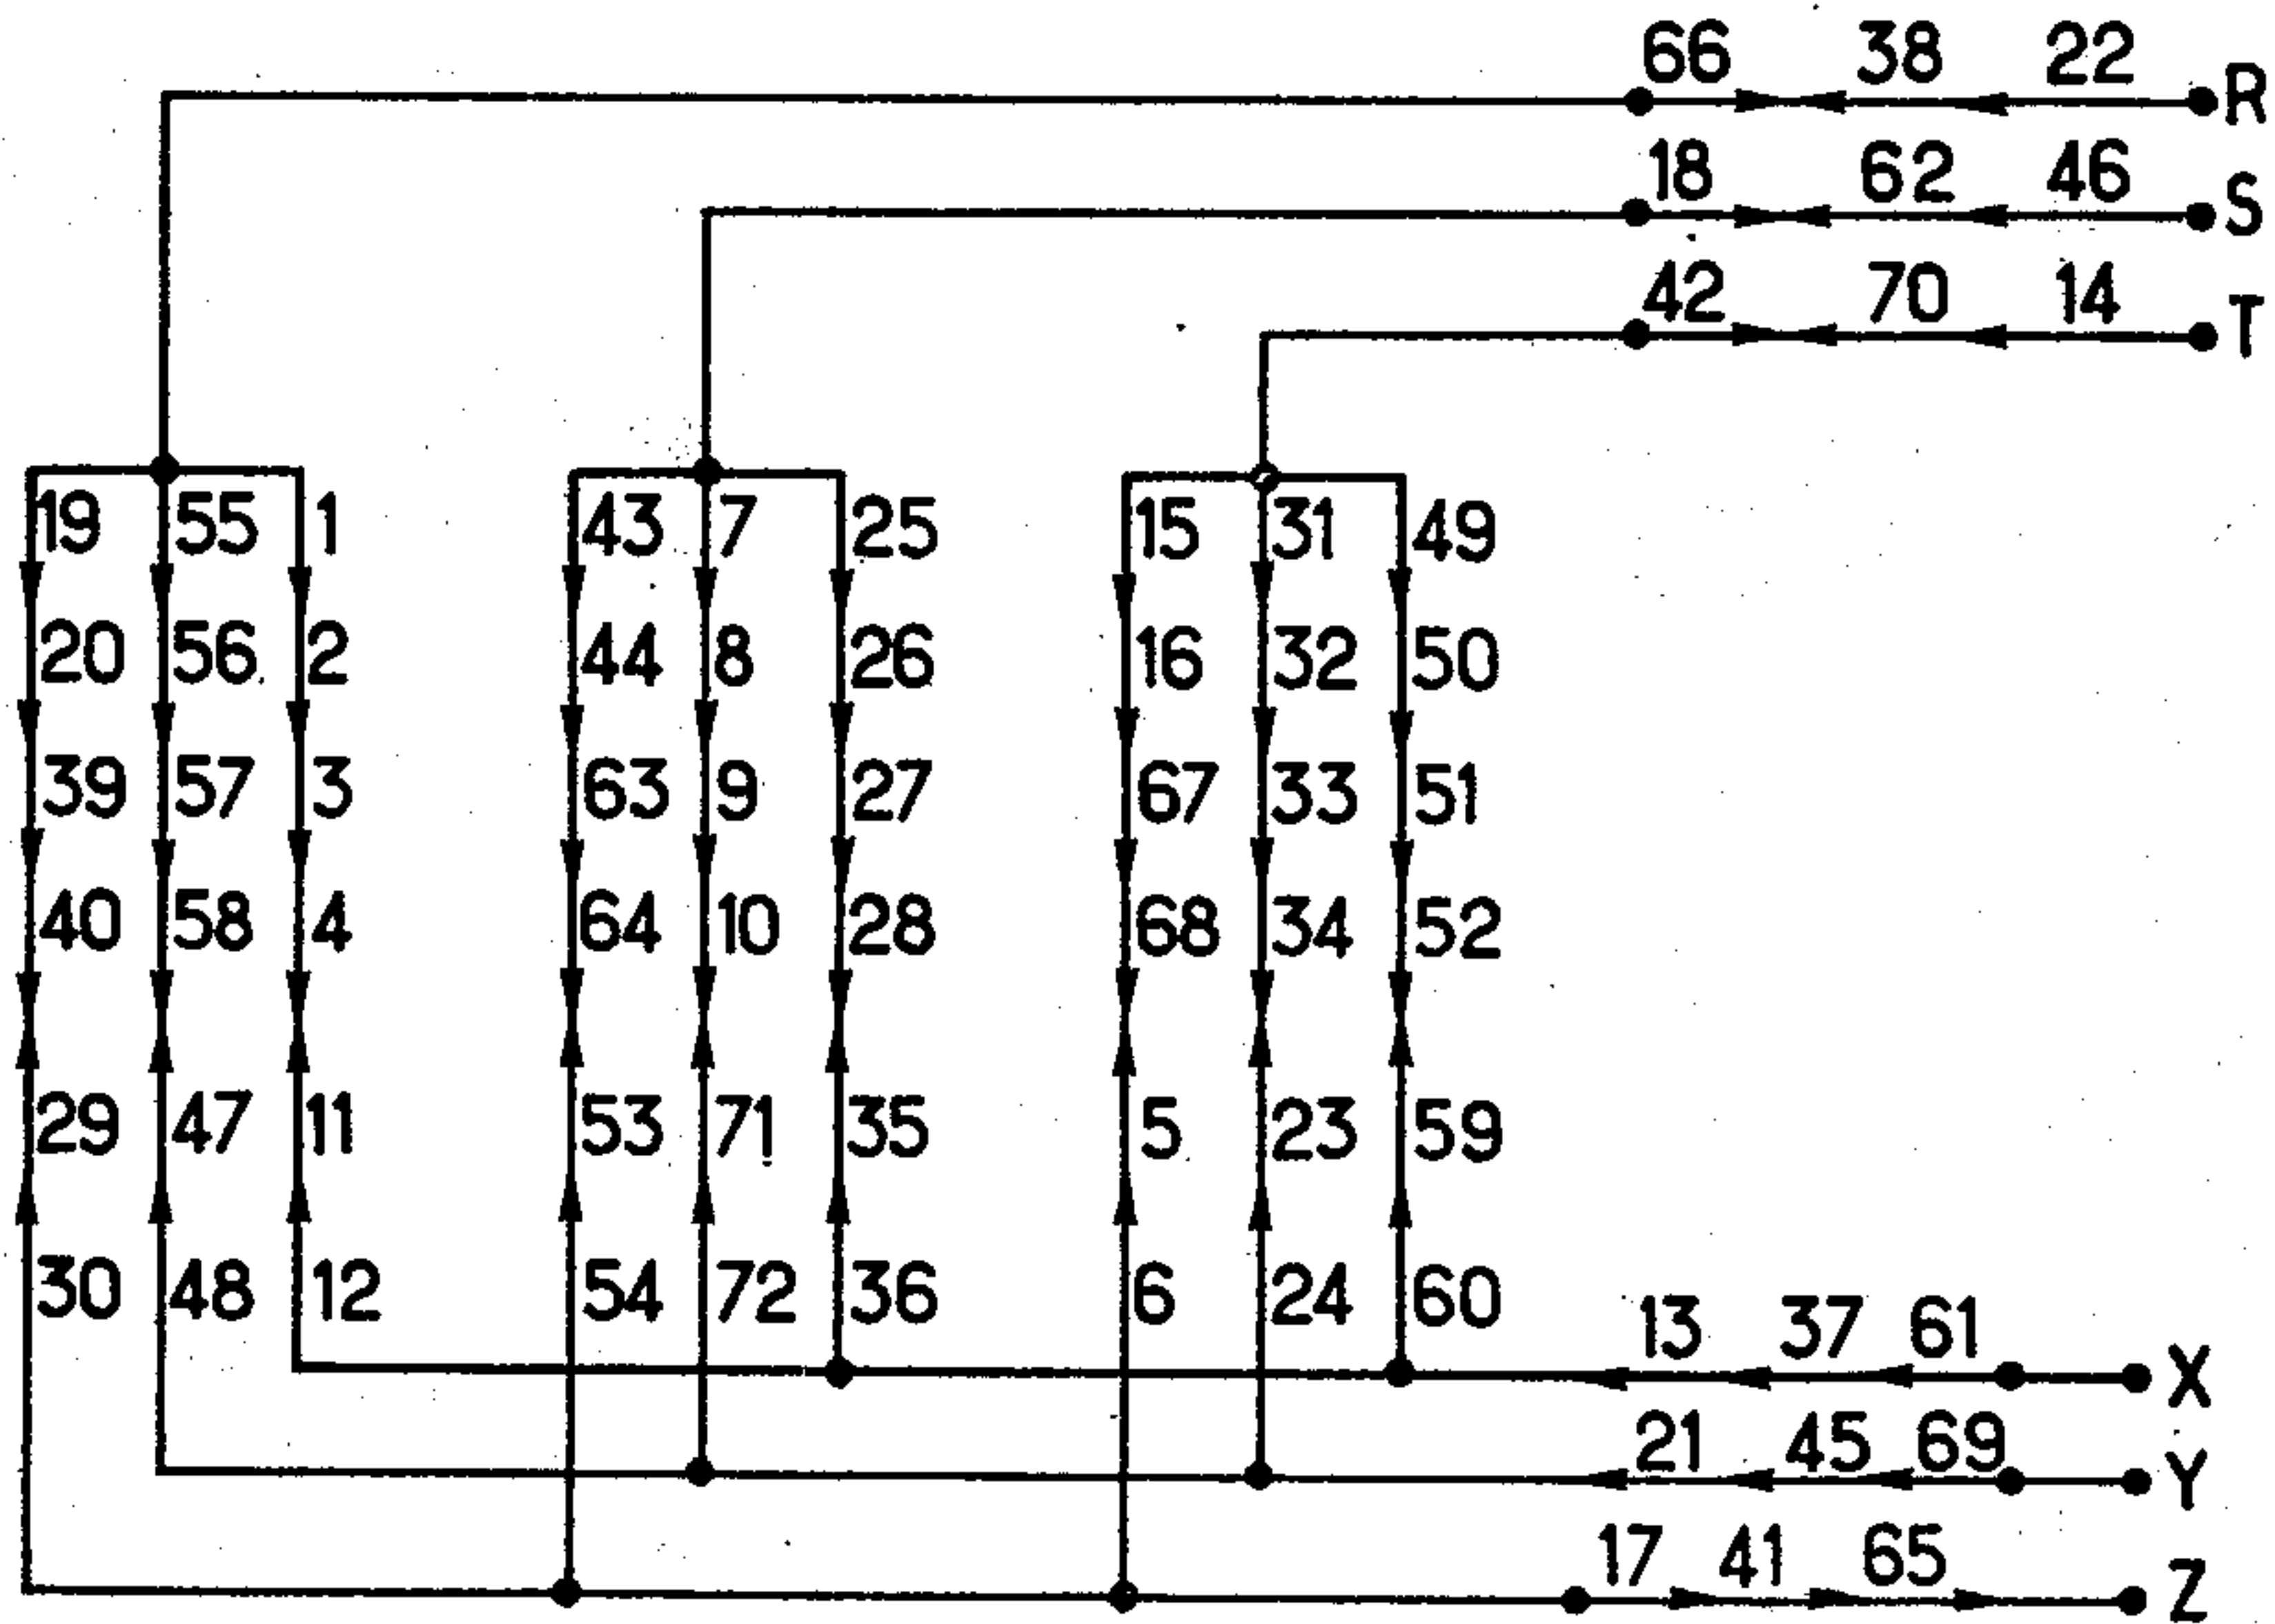 66 38 22 R
18 62 46 S
42 70 14 T
19 55 1 43 7 25 15 31 49
20 56 2 44 8 26 16 32 50
39 57 3 63 9 27 67 33 51
40 58 4 64 10 28 68 34 52
29 47 11 53 71 35 5 23 59
30 48 12 54 72 36 6 24 60
13 37 61 X
21 45 69 Y
17 41 65 Z